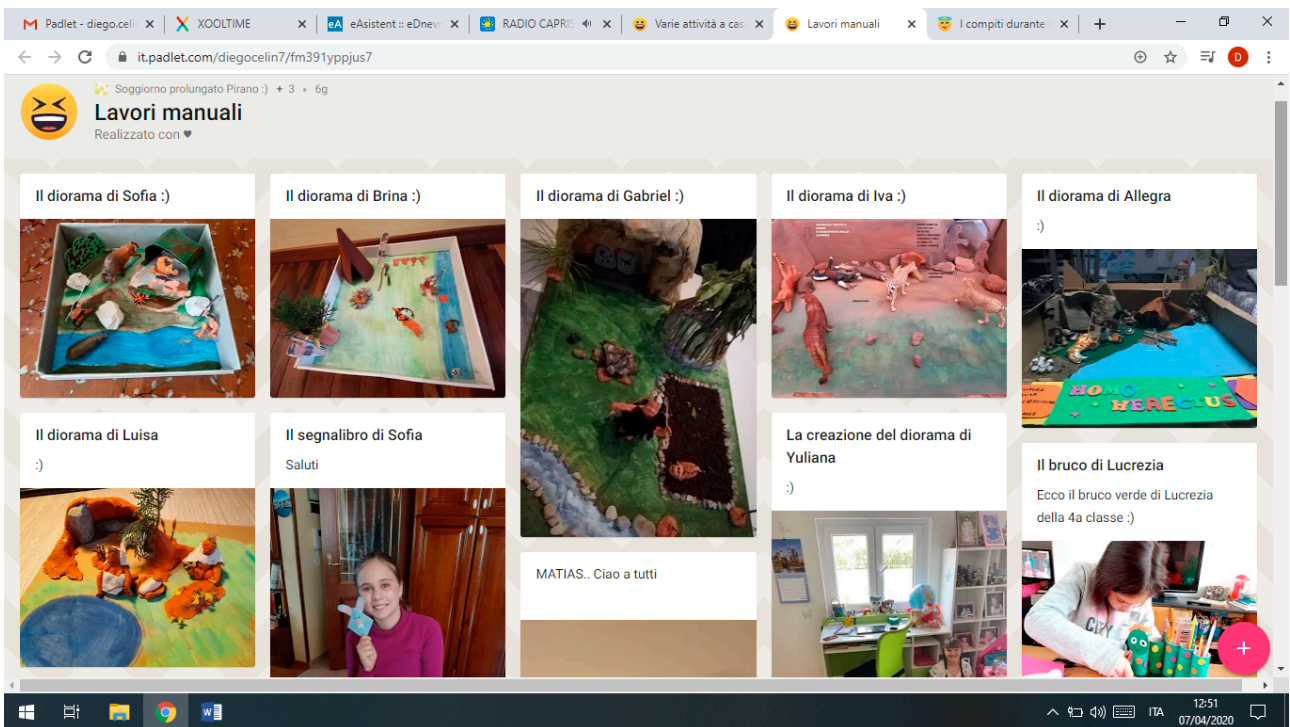 Padlet - diego.celi
XOOLTIME
eA eAsistent :: eDnev
RADIO CAPRIS
Varie attività a cas
Lavori manuali
I compiti durante
it.padlet.com/diegocelin7/fm391yppjus7
D
Soggiorno prolungato Pirano :) + 3 • 6g
Lavori manuali
Realizzato con ♥
Il diorama di Sofia :)
Il diorama di Brina :)
Il diorama di Gabriel :)
Il diorama di Iva :)
Il diorama di Allegra
:)
HOMO
HERECTUS
Il diorama di Luisa
:)
Il segnalibro di Sofia
Saluti
MATIAS.. Ciao a tutti
La creazione del diorama di
Yuliana
:)
Il bruco di Lucrezia
Ecco il bruco verde di Lucrezia
della 4a classe :)
ITA
12:51
07/04/2020